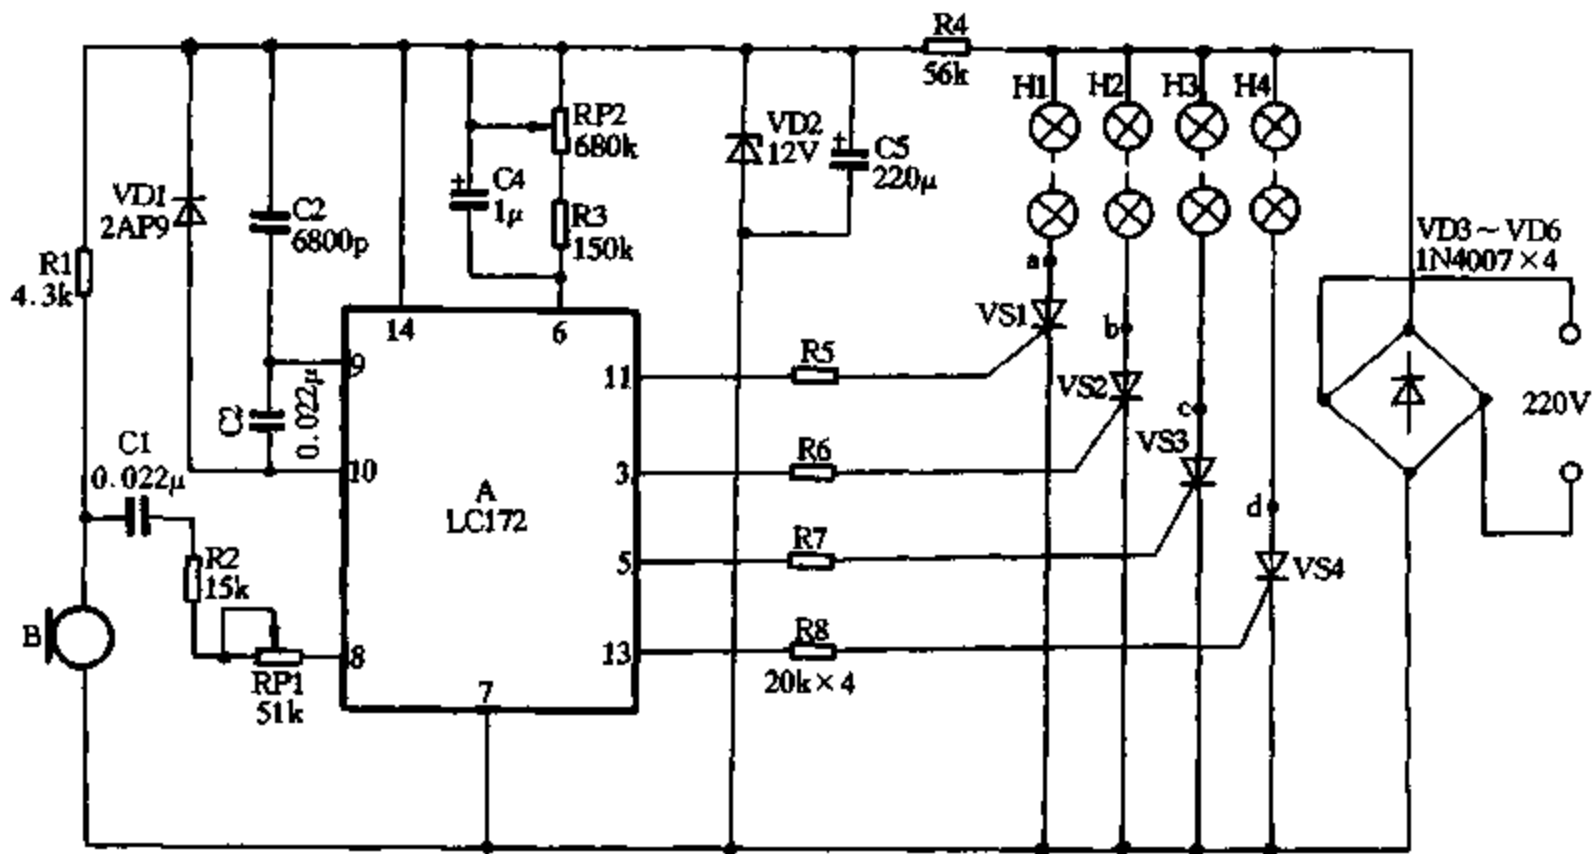 R4
56k
H1
H2
H3
H4
RP2
680k
VD2
12V
C5
220μ
+
+
C4
1μ
R3
150k
VD1
2AP9
C2
6800p
R1
4.3k
VD3~VD6
1N4007×4
220V
a
b
c
d
VS1
VS2
VS3
VS4
14
6
9
10
8
7
11
3
5
13
A
LC172
C3
0.022μ
C1
0.022μ
R2
15k
RP1
51k
B
R5
R6
R7
R8
20k×4